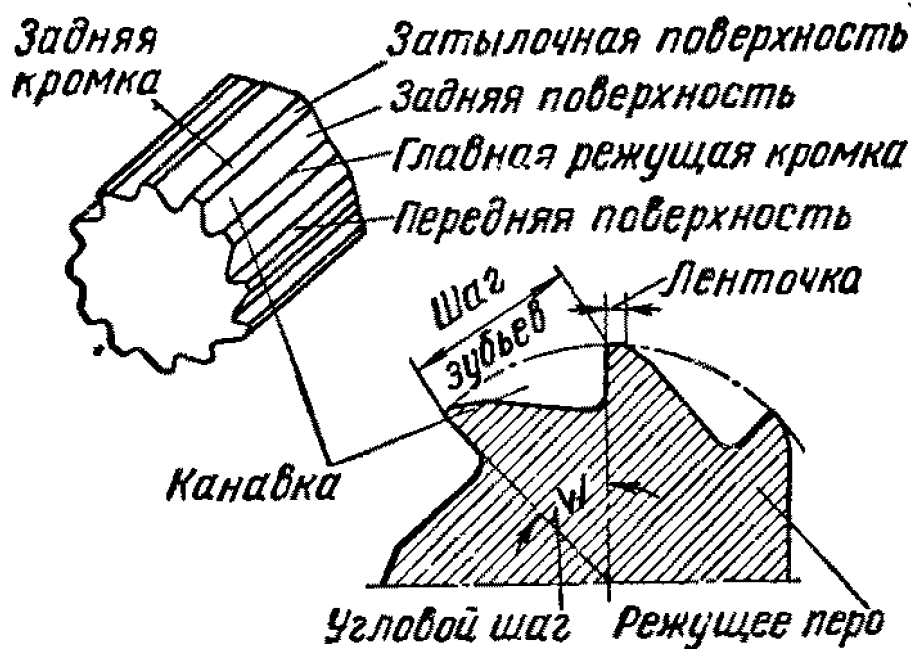 Задняя
кромка
Затылочная поверхность
Задняя поверхность
Главная режущая кромка
Передняя поверхность
Ленточка
Шаг
зубьев
Канавка
W
Угловой шаг
Режущее перо